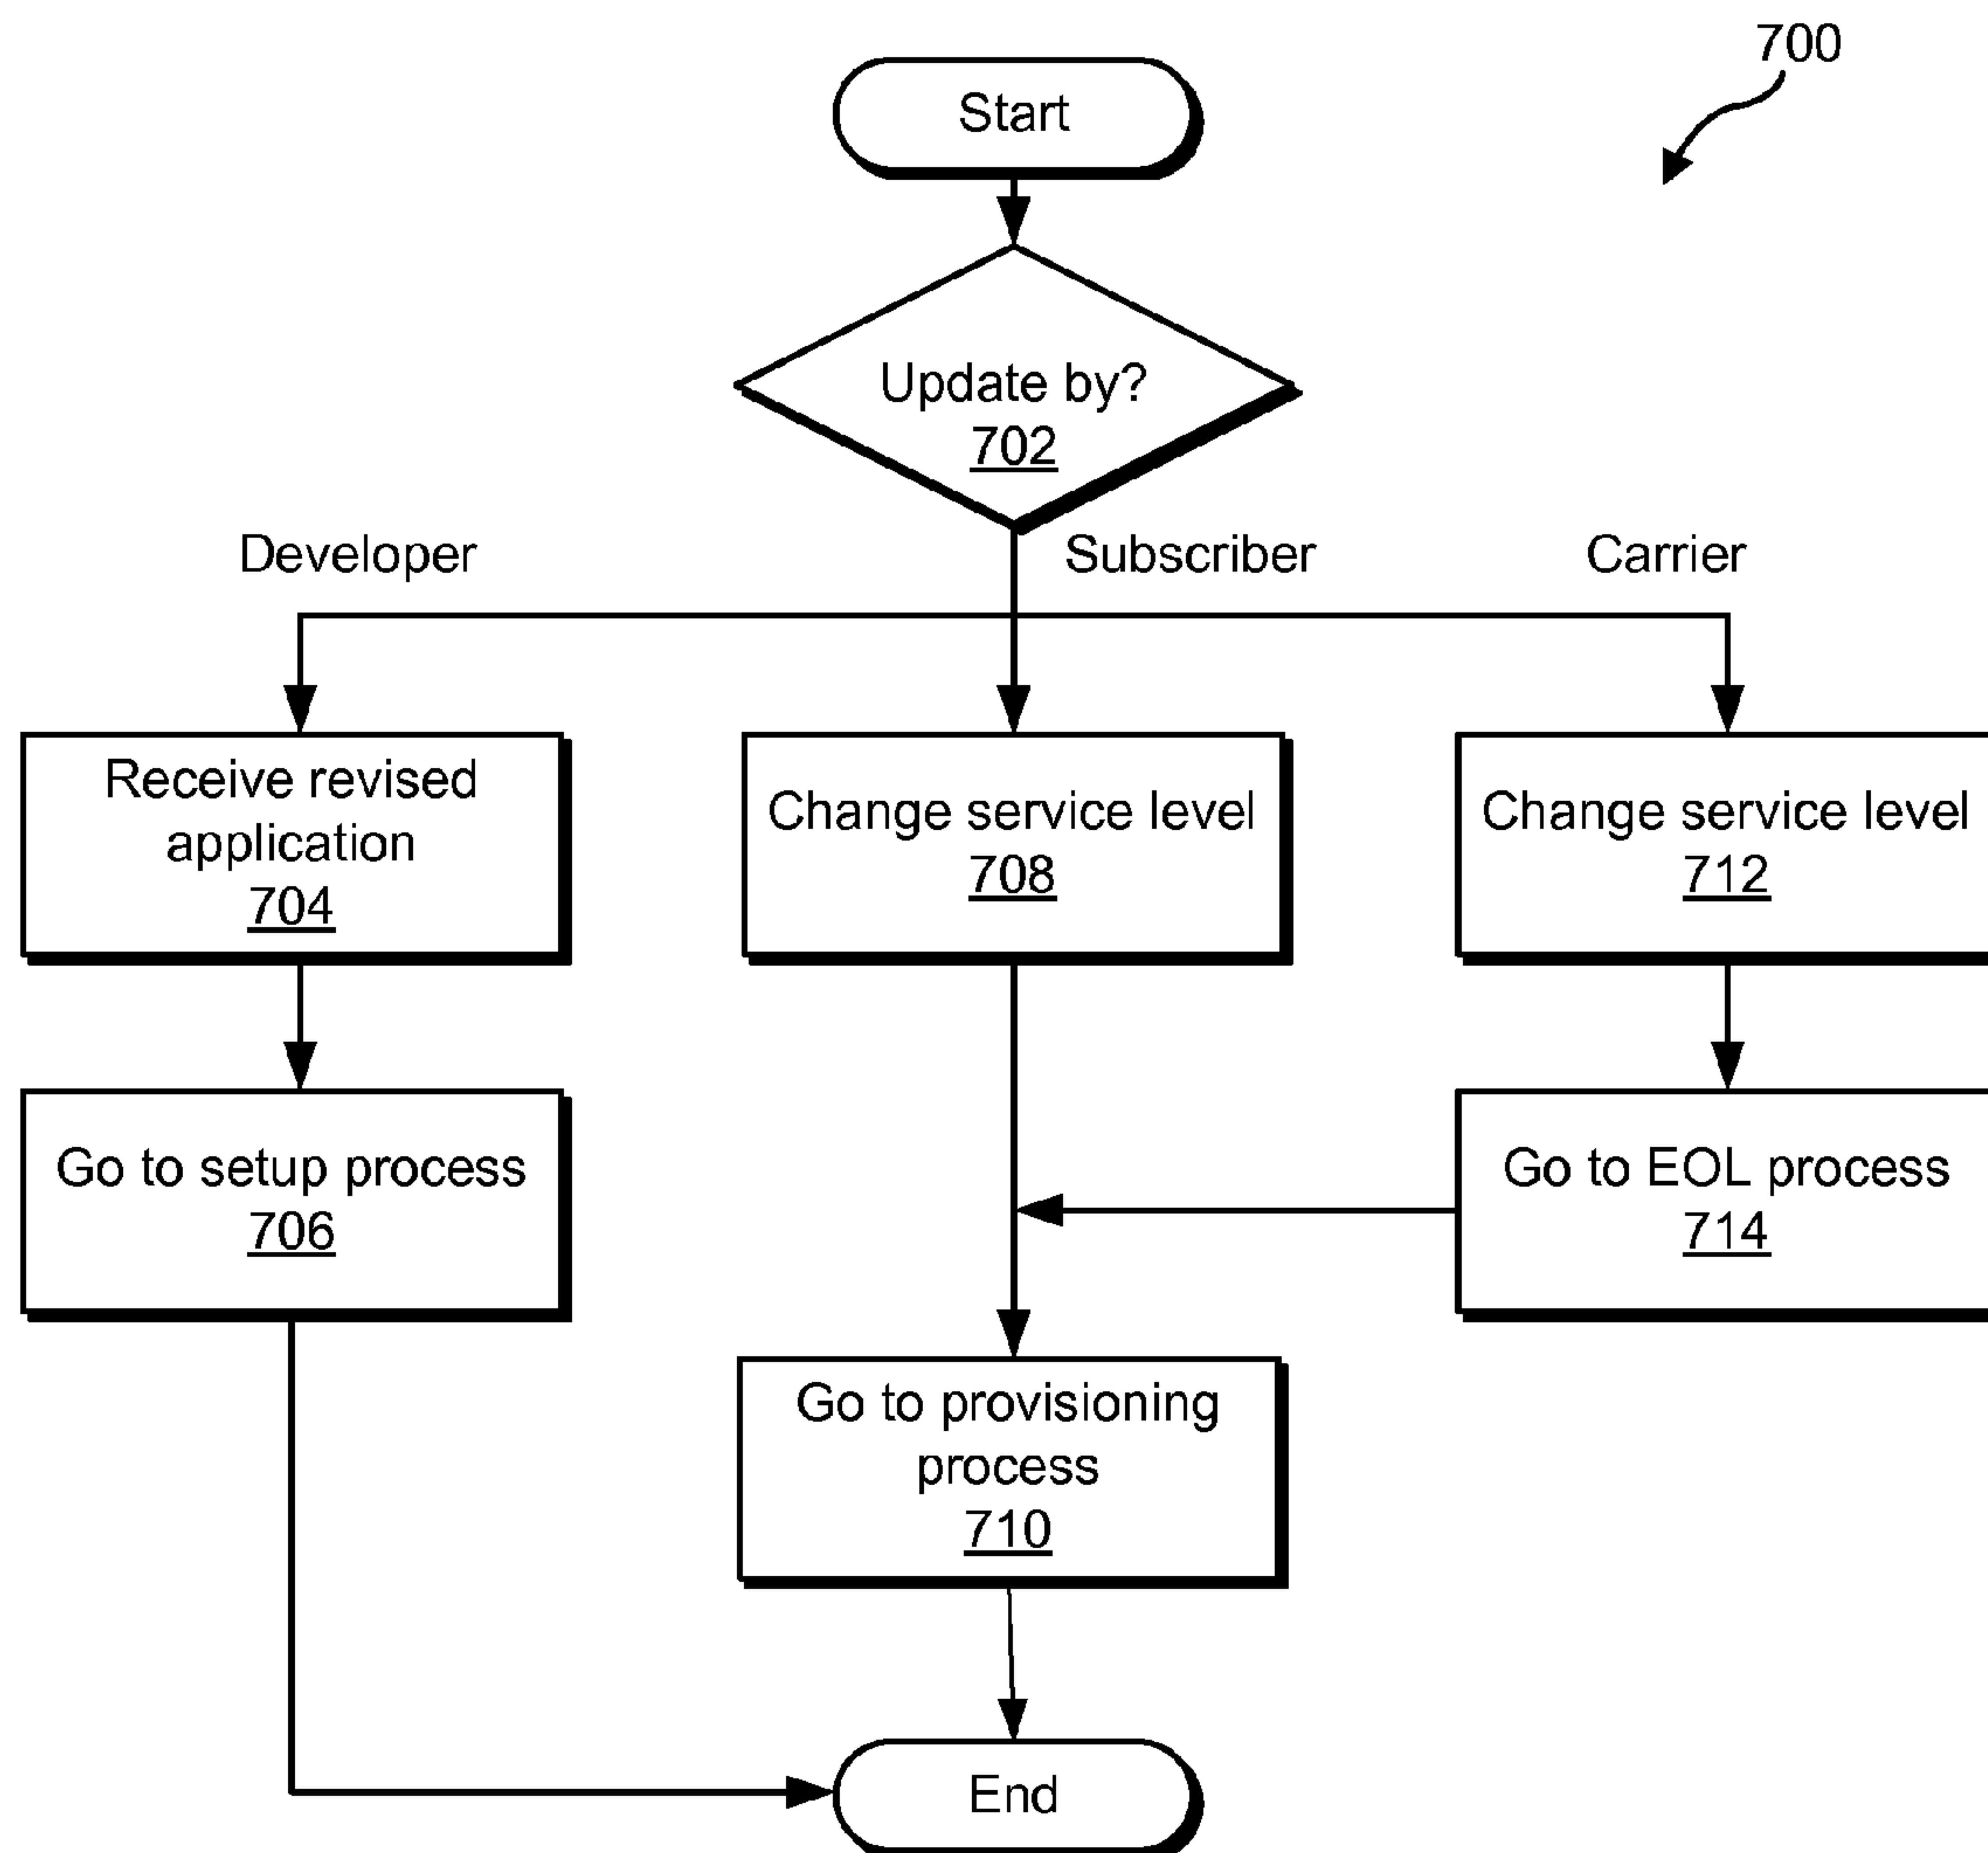 700
Start
Update by?
702
Developer
Subscriber
Carrier
Receive revised
application
704
Change service level
708
Change service level
712
Go to setup process
706
Go to EOL process
714
Go to provisioning
process
710
End